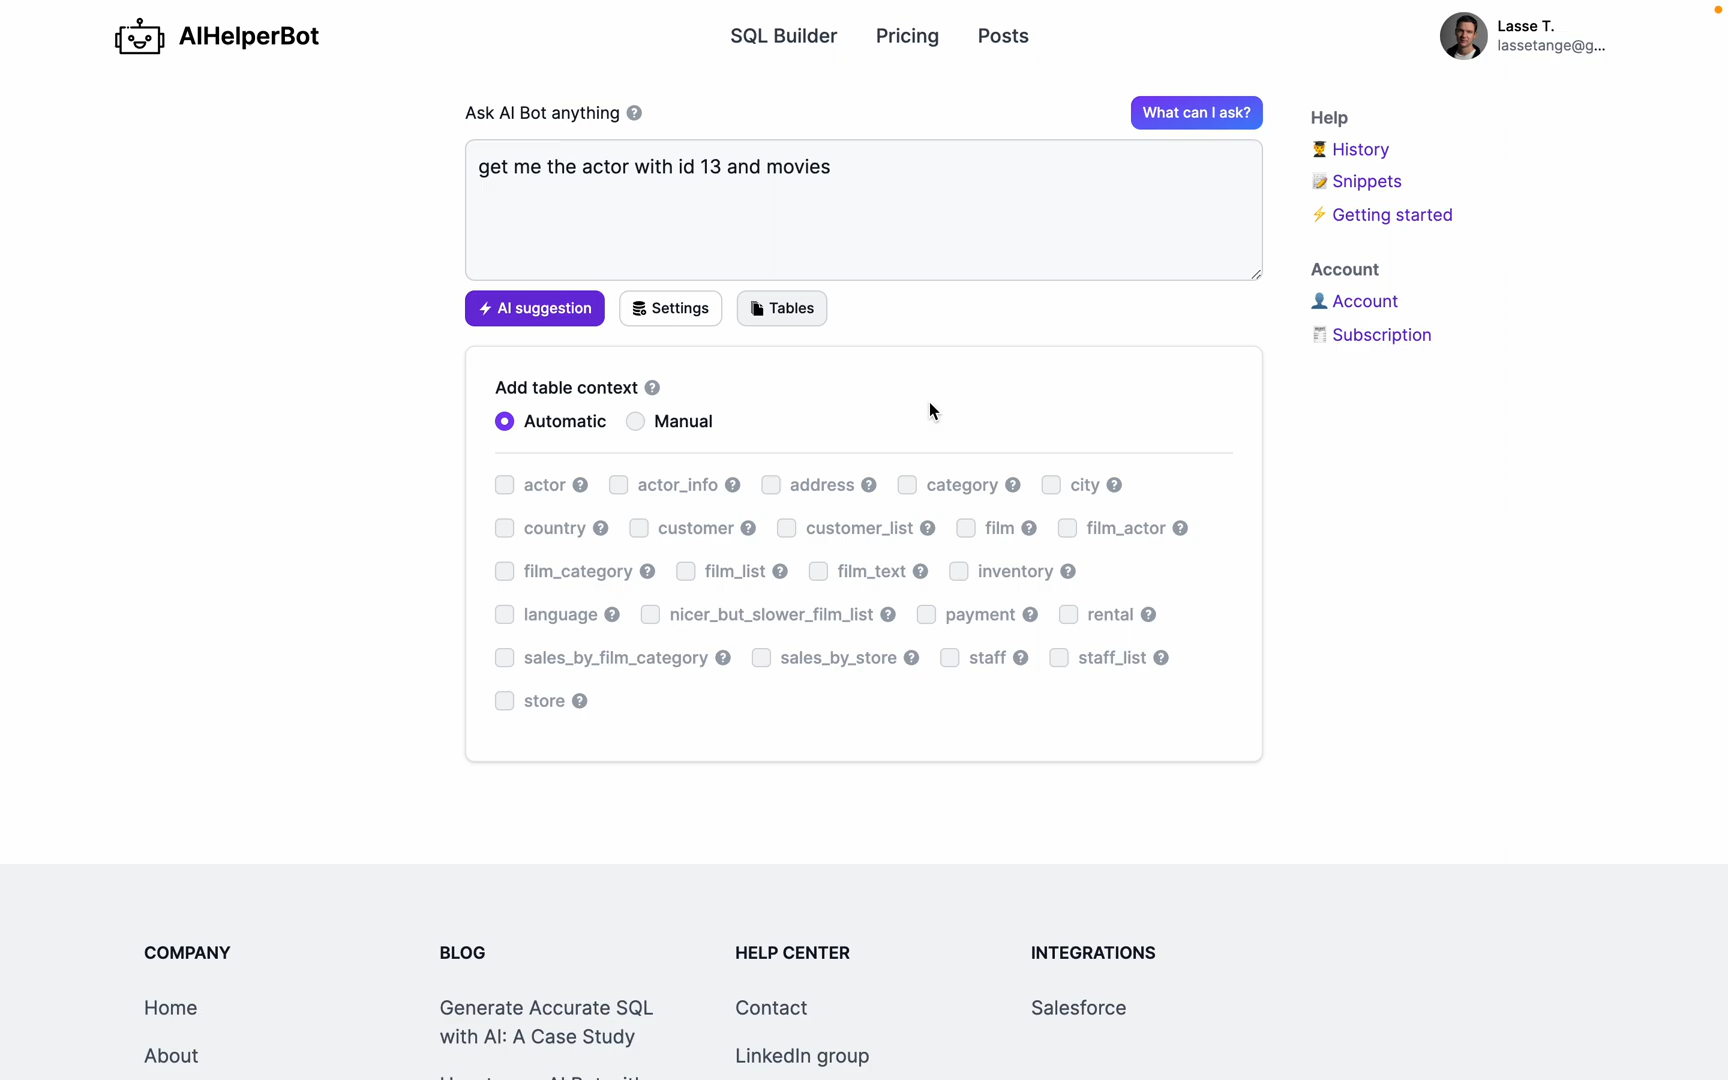 AIHelperBot
SQL Builder
Pricing
Posts
Lasse T.
lassetange@g...
Ask AI Bot anything
What can I ask?
get me the actor with id 13 and movies
AI suggestion
Settings
Tables
Add table context
Automatic
Manual
actor
actor_info
address
category
city
country
customer
customer_list
film
film_actor
film_category
film_list
film_text
inventory
language
nicer_but_slower_film_list
payment
rental
sales_by_film_category
sales_by_store
staff
staff_list
store
Help
History
Snippets
Getting started
Account
Account
Subscription
COMPANY
Home
About
BLOG
Generate Accurate SQL
with AI: A Case Study
HELP CENTER
Contact
LinkedIn group
INTEGRATIONS
Salesforce